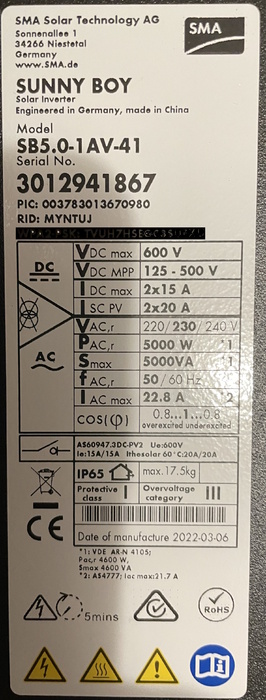 SMA Solar Technology AG
Sonnenallee 1
34266 Niestetal
Germany
www.SMA.de
SMA
SUNNY BOY
Solar Inverter
Engineered in Germany, made in China
Model
SB5.0-1AV-41
Serial No.
3012941867
PIC: 003783013670980
RID: MYNTUJ
DC
VDC max 600 V
VDC MPP 125 - 500 V
IDC max 2x15 A
ISC PV 2x20 A
AC
VAC,r 220/230/240 V
PAC,r 5000 W *1
Smax 5000VA *1
fAC,r 50/60 Hz
IAC max 22.8 A *2
cos(φ) 0.8...1...0.8
overexcited underexcited
AS60947.3DC-PV2 Ue:600V
Ie:15A/15A Ithesolar 60°C:20A/20A
IP65 max.17.5kg
Protective class I Overvoltage category III
CE
Date of manufacture 2022-03-06
*1: VDE AR-N 4105;
Pac,r 4600 W,
Smax 4600 VA
*2: AS4777; Iac max:21.7 A
5mins
RoHS